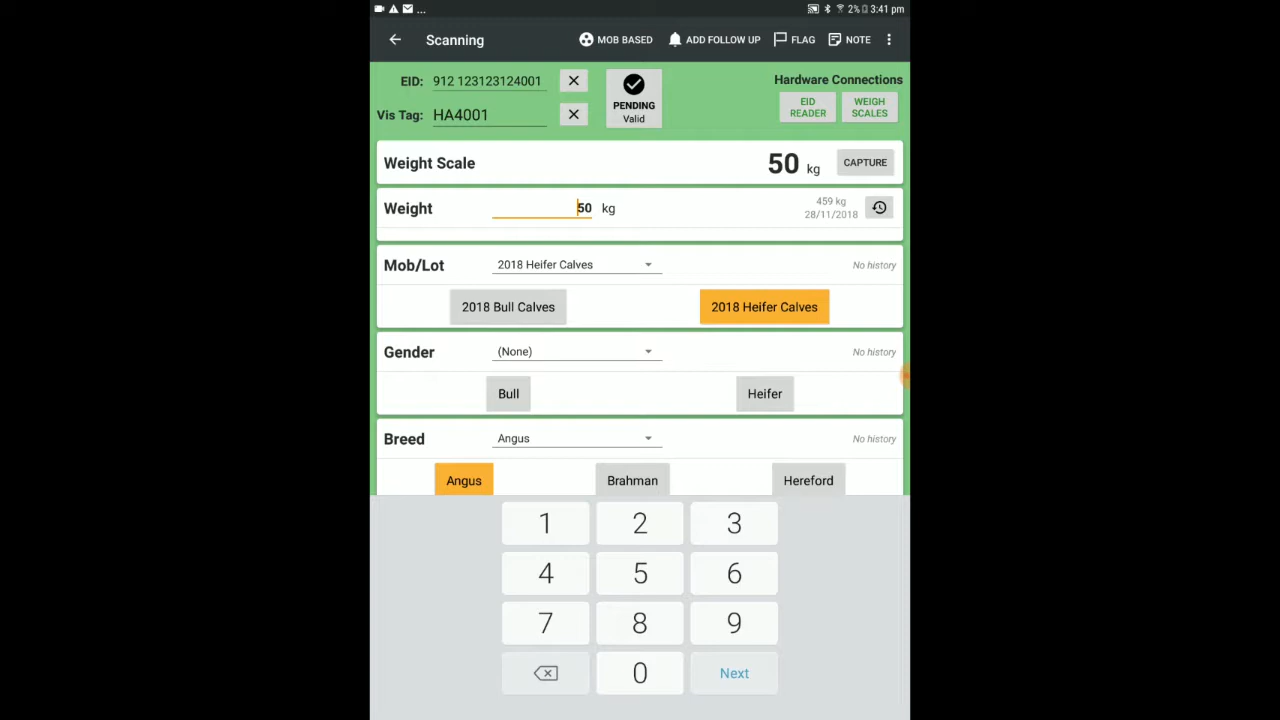 ... 2% 3:41 pm
Scanning MOB BASED ADD FOLLOW UP FLAG NOTE
EID: 912 123123124001
Vis Tag: HA4001
PENDING
Valid
Hardware Connections
EID READER
WEIGH SCALES
Weight Scale 50 kg CAPTURE
Weight 50 kg
459 kg
28/11/2018
Mob/Lot 2018 Heifer Calves No history
2018 Bull Calves 2018 Heifer Calves
Gender (None) No history
Bull Heifer
Breed Angus No history
Angus Brahman Hereford
1 2 3
4 5 6
7 8 9
0 Next